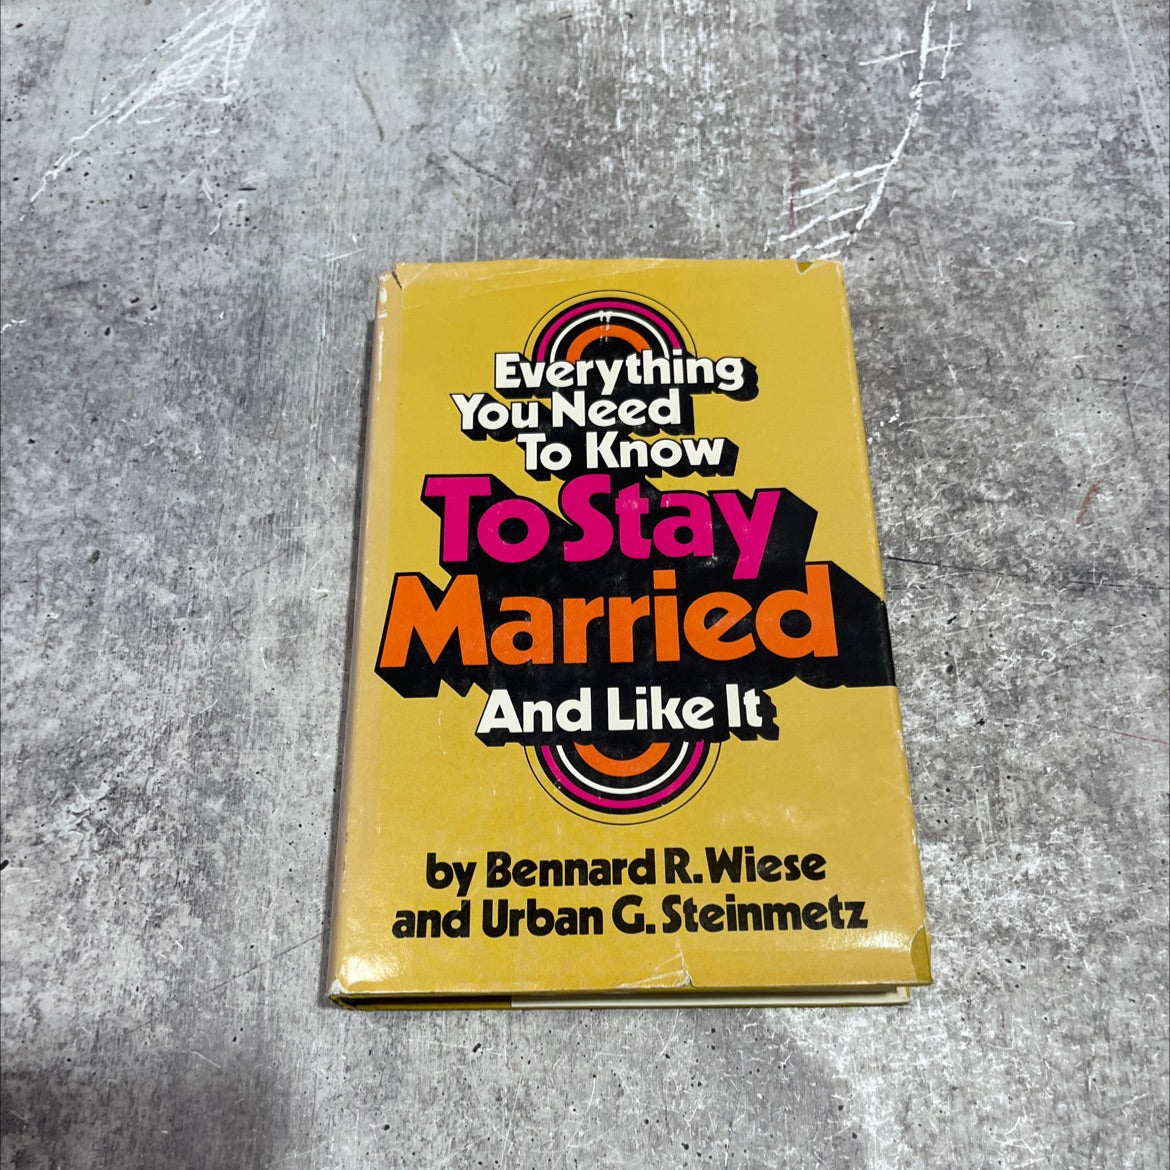 Everything
You Need
To Know
To Stay
Married
And Like It
by Bennard R. Wiese
and Urban G. Steinmetz